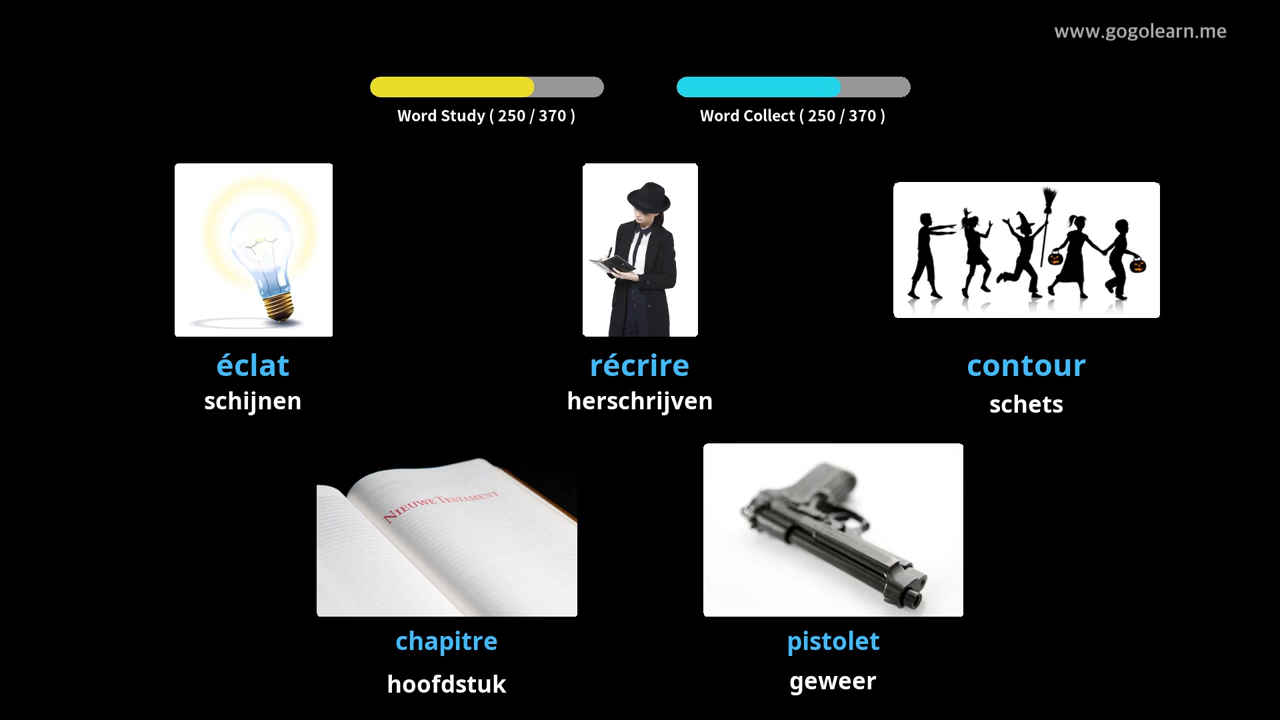 www.gogolearn.me
Word Study ( 250 / 370 )
Word Collect ( 250 / 370 )
éclat
schijnen
récrire
herschrijven
contour
schets
NIEUWE TESTAMENT
chapitre
hoofdstuk
pistolet
geweer